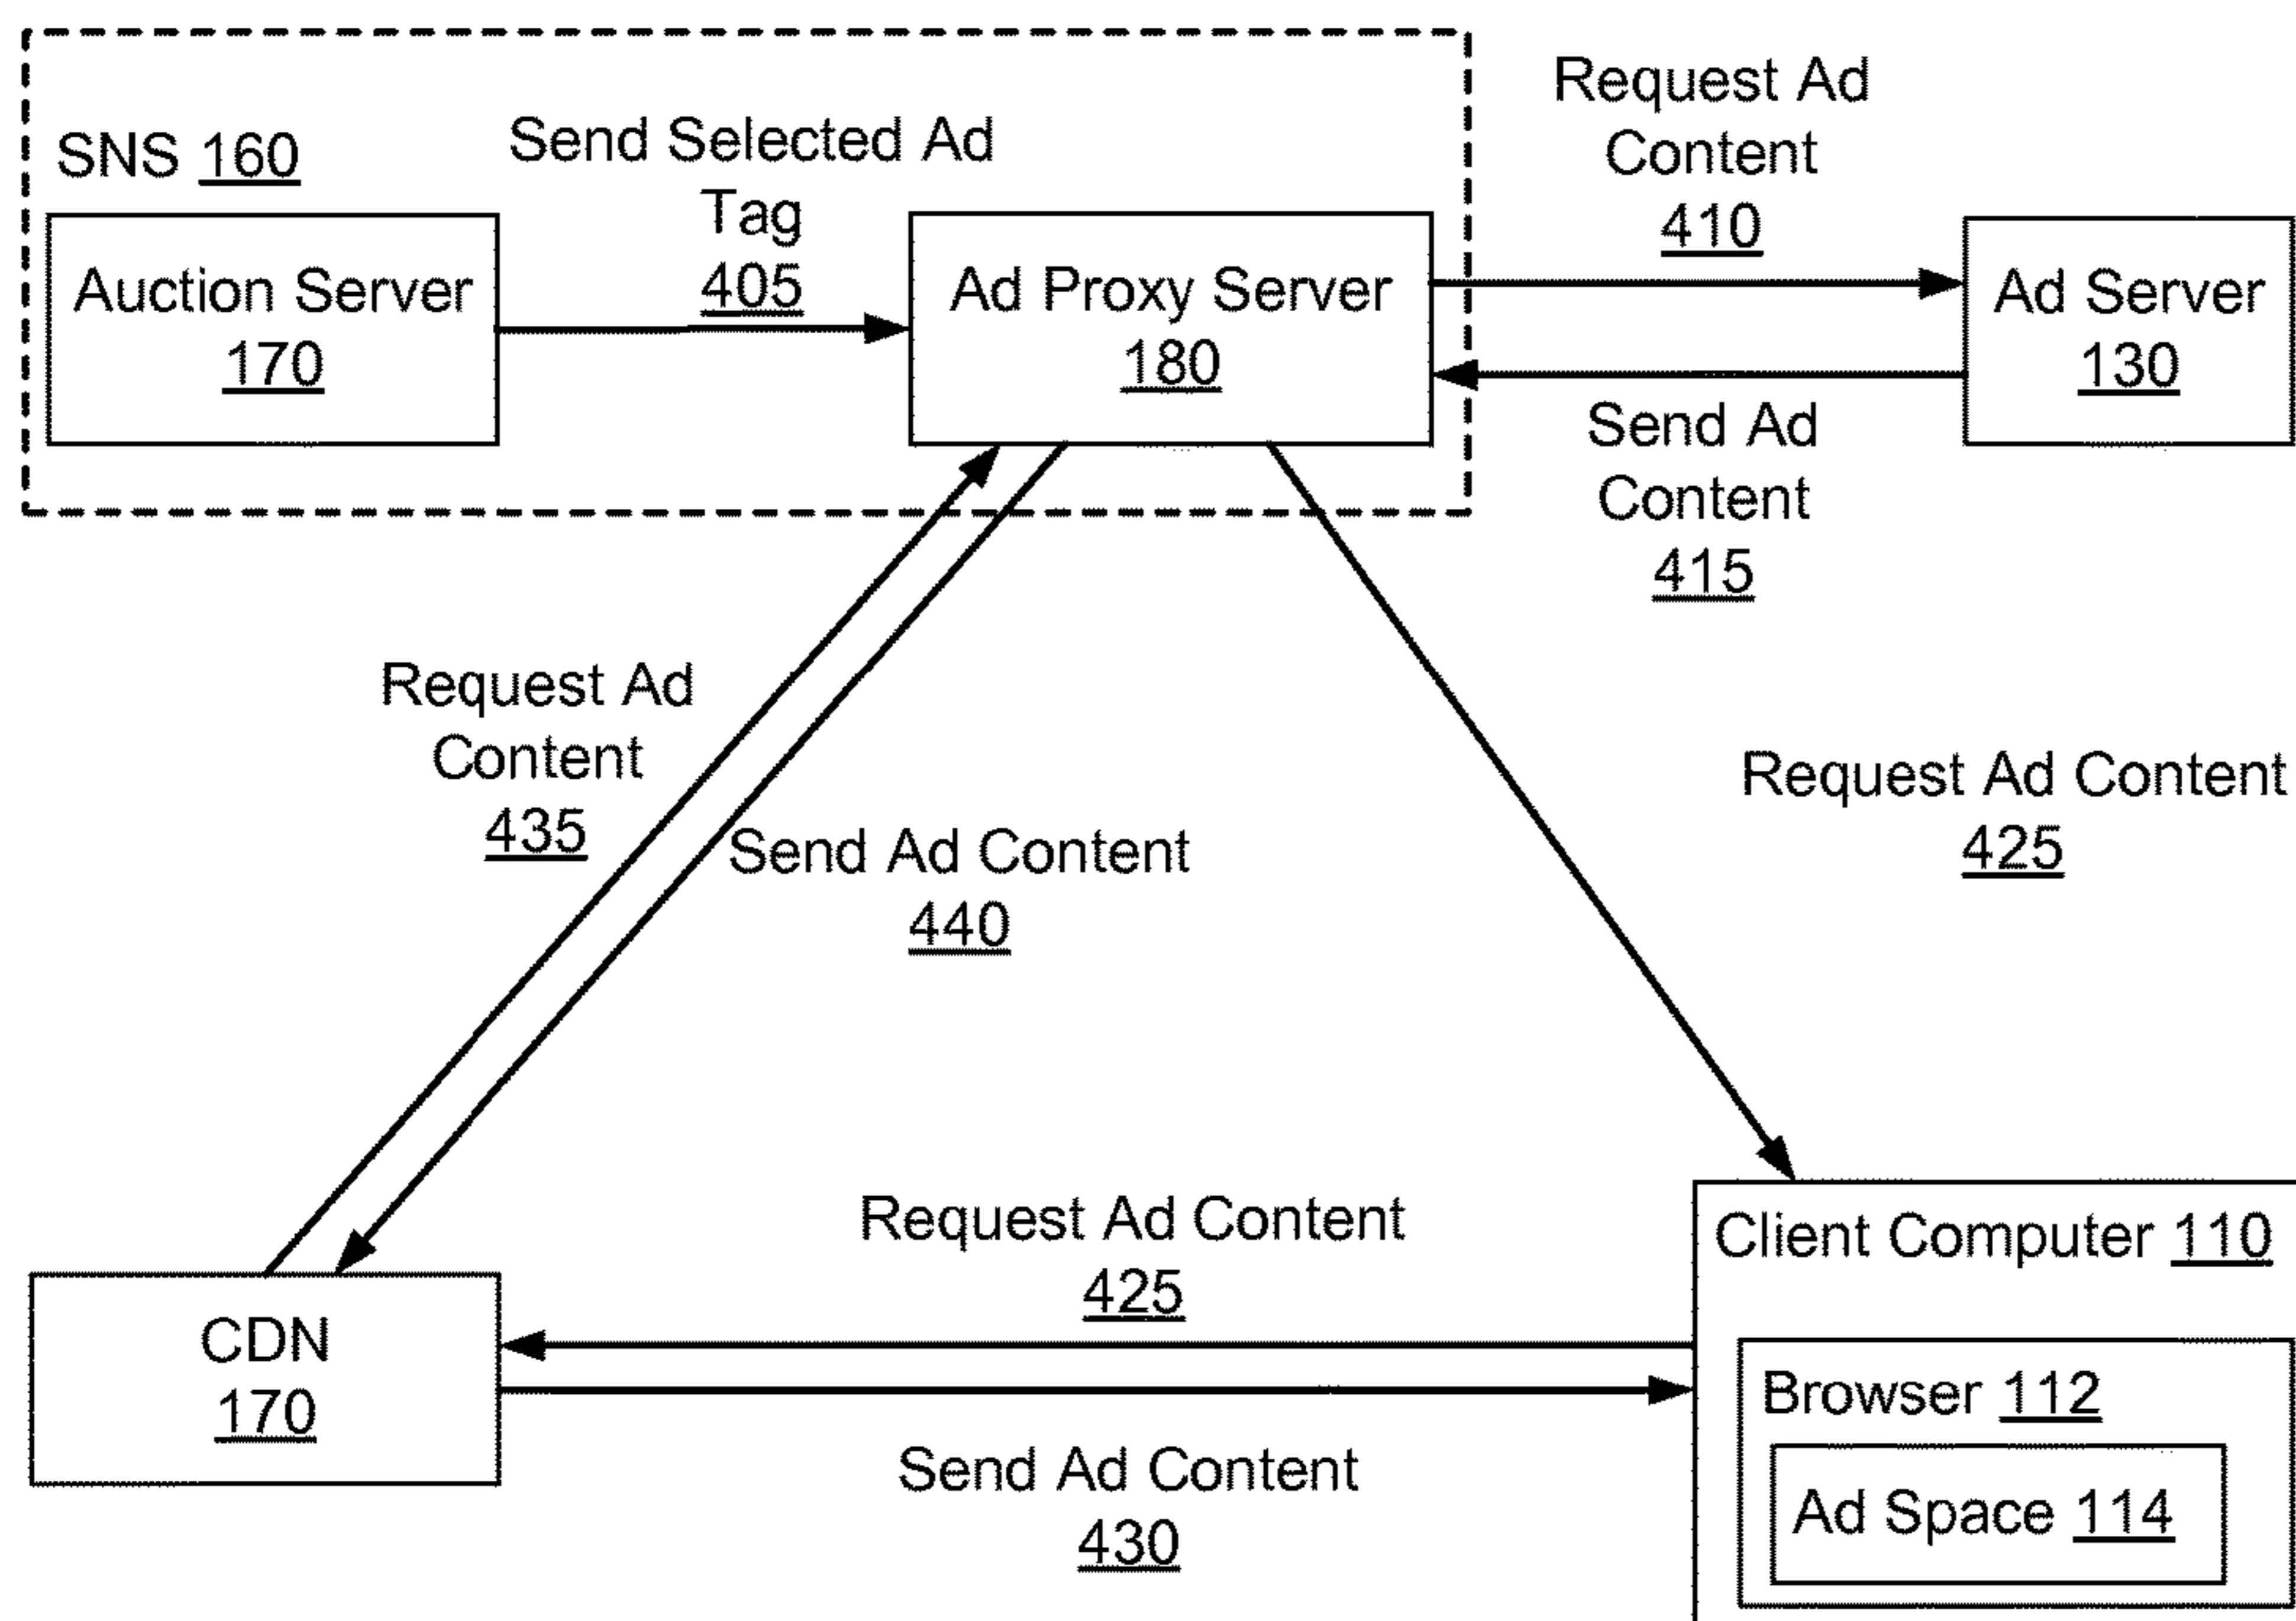 SNS 160
Send Selected Ad
Tag
405
Request Ad
Content
410
Auction Server
170
Ad Proxy Server
180
Ad Server
130
Send Ad
Content
415
Request Ad
Content
435
Send Ad Content
440
Request Ad Content
425
Request Ad Content
425
Client Computer 110
CDN
170
Browser 112
Send Ad Content
430
Ad Space 114